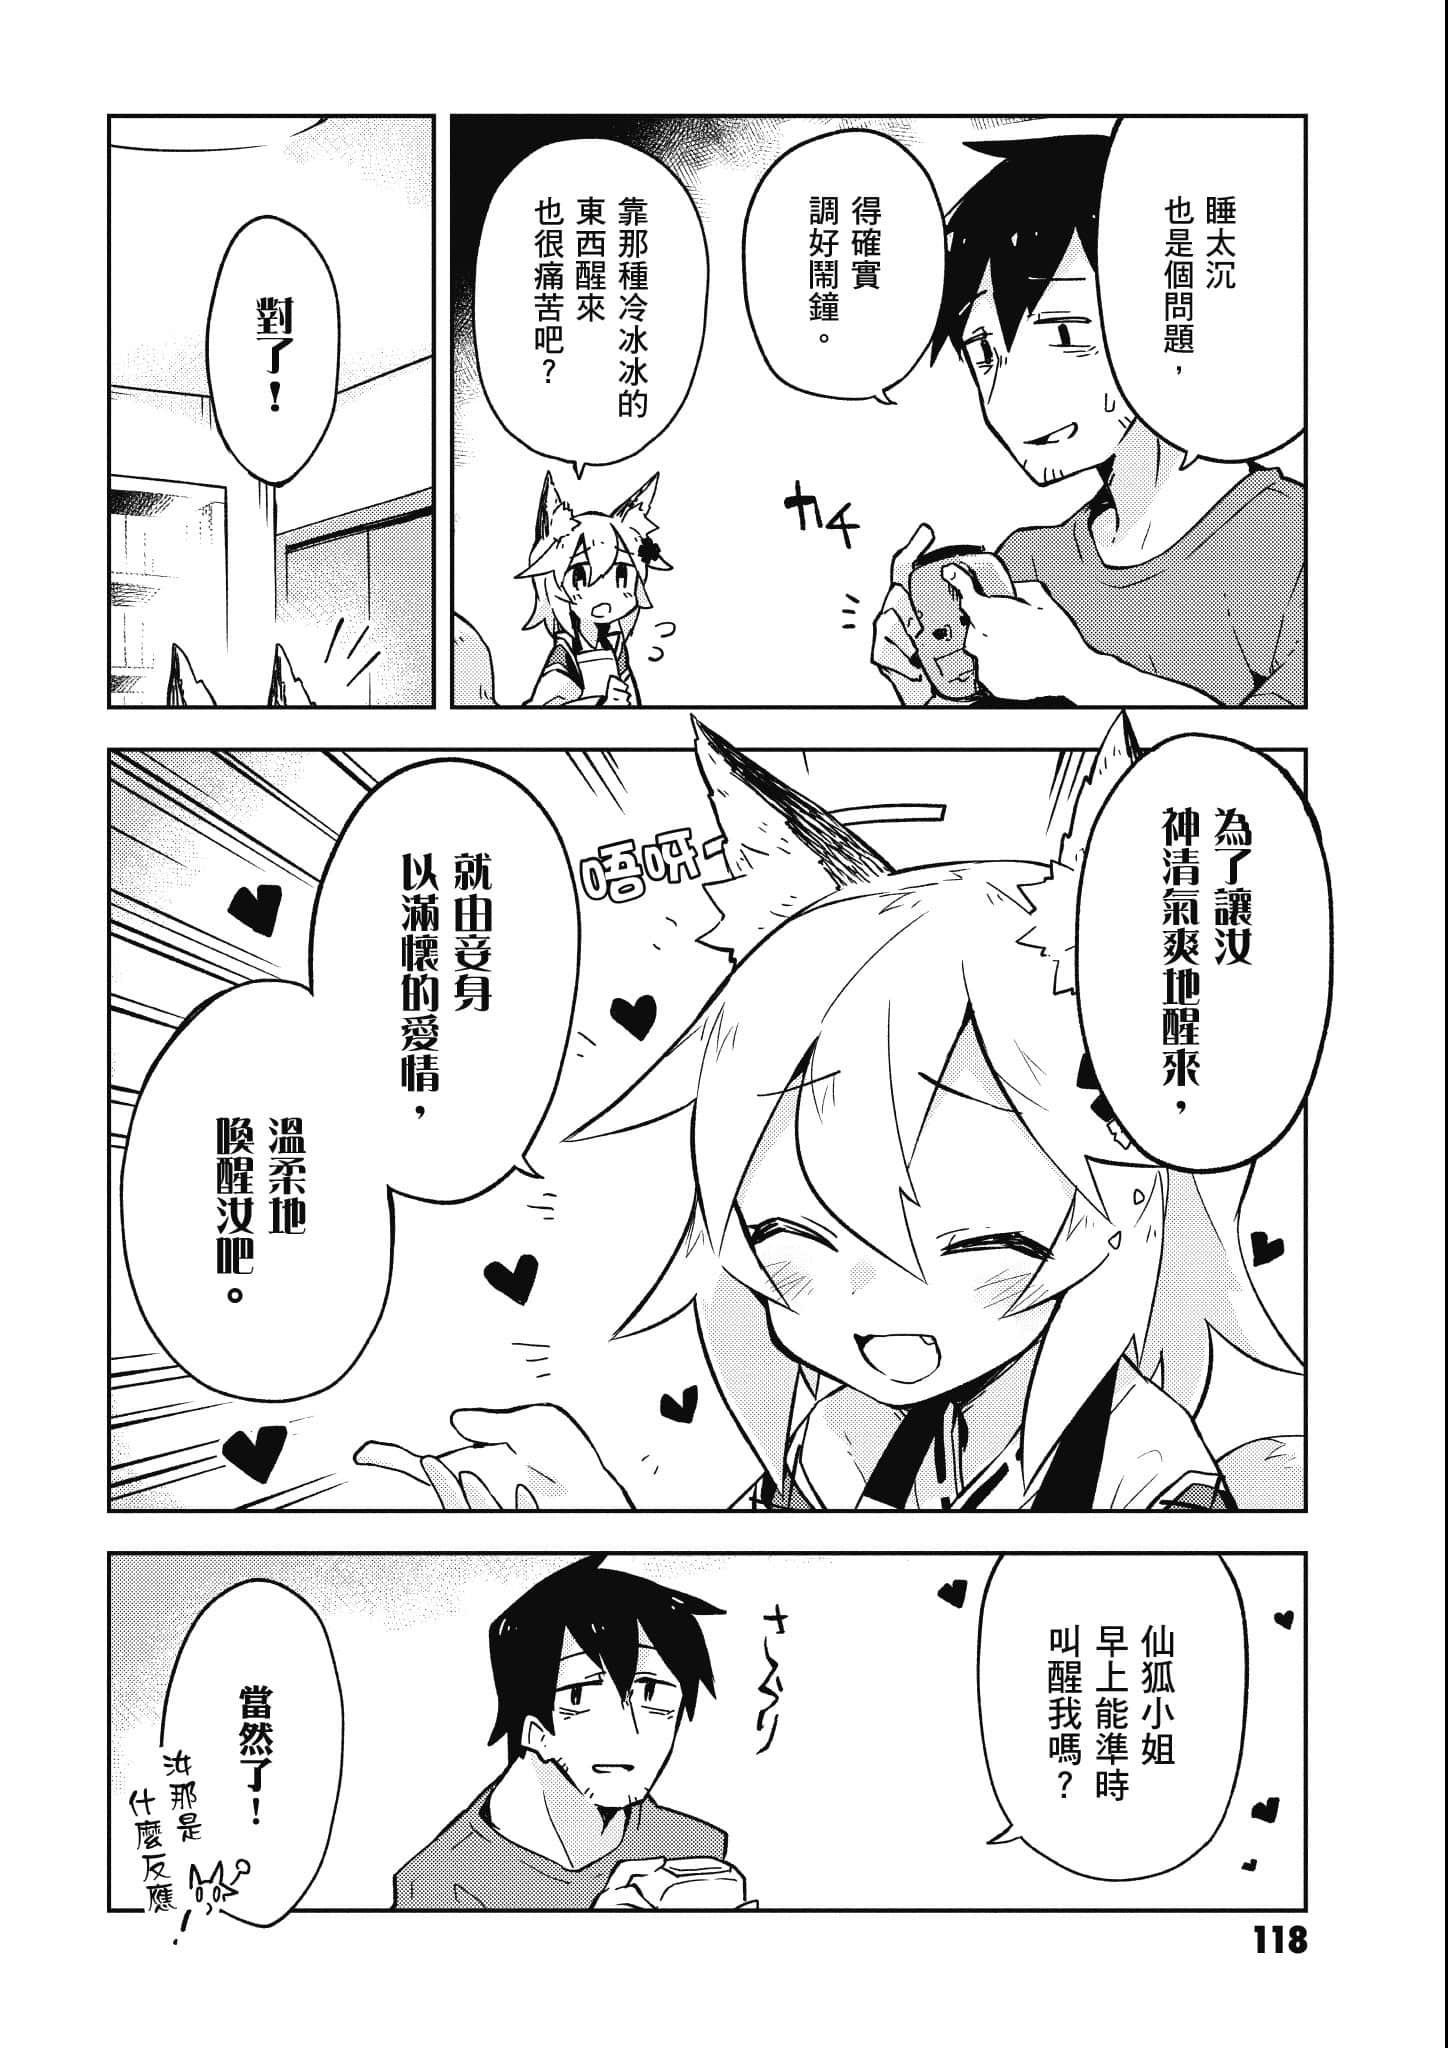 睡太沉
也是個問題，
得確實
調好鬧鐘。
カチ
靠那種冷冰冰的
東西醒來
也很痛苦吧？
對了！
為了讓汝
神清氣爽地醒來，
唔呀
就由妾身
以滿懷的愛情，
溫柔地
喚醒汝吧。
仙狐小姐
早上能準時
叫醒我嗎？
さらり
當然了！
汝那是
什麼反應！
118